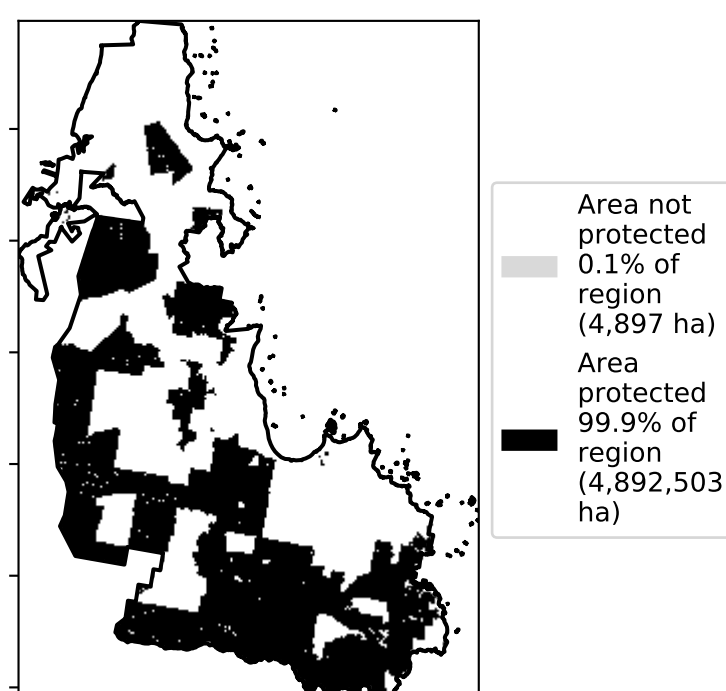 Area not
protected
0.1% of
region
(4,897 ha)
Area
protected
99.9% of
region
(4,892,503
ha)